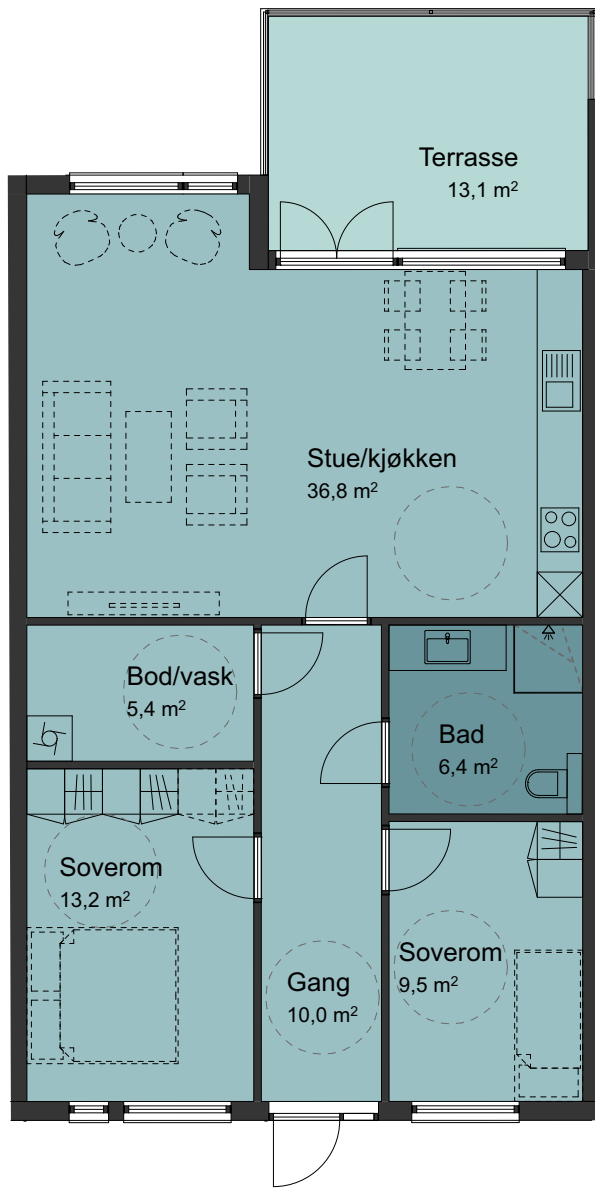 Terrasse
13,1 m²
Stue/kjøkken
36,8 m²
Bod/vask
5,4 m²
Bad
6,4 m²
Soverom
13,2 m²
Soverom
9,5 m²
Gang
10,0 m²